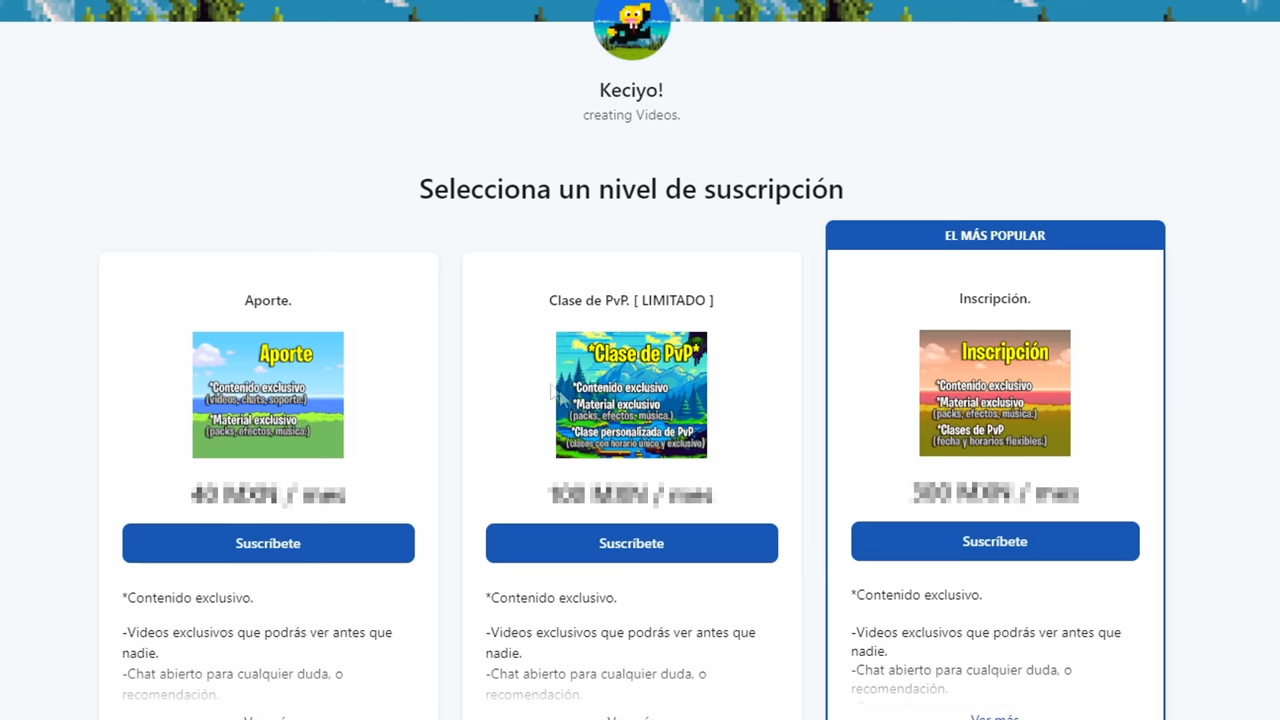 Keciyo!
creating Videos.
Selecciona un nivel de suscripción
EL MÁS POPULAR
Aporte.
Aporte
*Contenido exclusivo
(videos, chats, soporte.)
*Material exclusivo
(packs, efectos, musica.)
Suscríbete
*Contenido exclusivo.
-Videos exclusivos que podrás ver antes que
nadie.
-Chat abierto para cualquier duda, o
recomendación.
Clase de PvP. [ LIMITADO ]
*Clase de PvP*
*Contenido exclusivo
*Material exclusivo
(packs, efectos, música.)
*Clase personalizada de PvP
(clases con horario unico y exclusivo)
Suscríbete
*Contenido exclusivo.
-Videos exclusivos que podrás ver antes que
nadie.
-Chat abierto para cualquier duda, o
recomendación.
Inscripción.
Inscripción
*Contenido exclusivo
*Material exclusivo
(packs, efectos, musica.)
*Clases de PvP
(fecha y horarios flexibles.)
Suscríbete
*Contenido exclusivo.
-Videos exclusivos que podrás ver antes que
nadie.
-Chat abierto para cualquier duda, o
recomendación.
Ver más